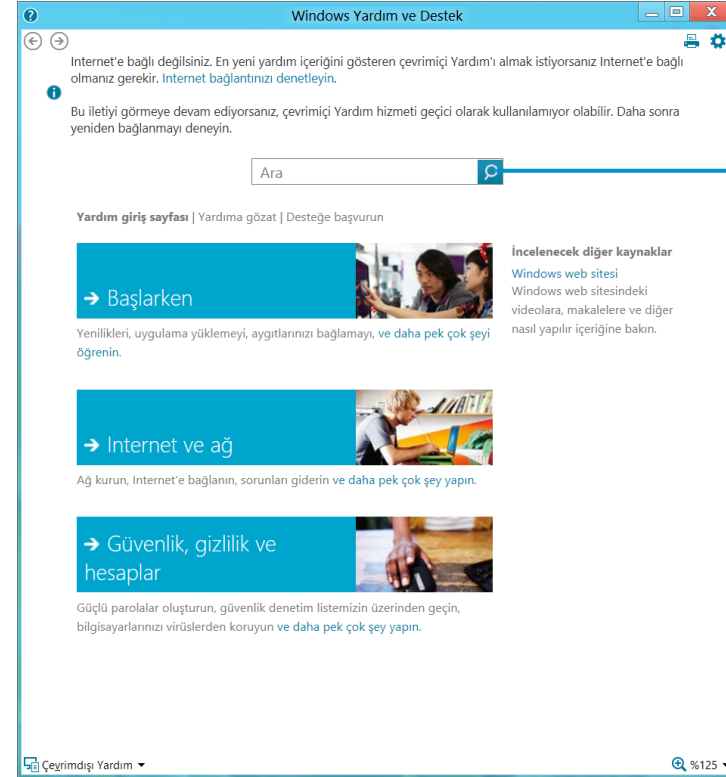 Windows Yardım ve Destek
Internet'e bağlı değilsiniz. En yeni yardım içeriğini gösteren çevrimiçi Yardım'ı almak istiyorsanız Internet'e bağlı
olmanız gerekir. Internet bağlantınızı denetleyin.
Bu iletiyi görmeye devam ediyorsanız, çevrimiçi Yardım hizmeti geçici olarak kullanılamıyor olabilir. Daha sonra
yeniden bağlanmayı deneyin.
Ara
Yardım giriş sayfası | Yardıma gözat | Desteğe başvurun
Başlarken
Yenilikleri, uygulama yüklemeyi, aygıtlarınızı bağlamayı, ve daha pek çok şeyi
öğrenin.
İncelenecek diğer kaynaklar
Windows web sitesi
Windows web sitesindeki
videolara, makalelere ve diğer
nasıl yapılır içeriğine bakın.
Internet ve ağ
Ağ kurun, Internet'e bağlanın, sorunları giderin ve daha pek çok şey yapın.
Güvenlik, gizlilik ve
hesaplar
Güçlü parolalar oluşturun, güvenlik denetim listemizin üzerinden geçin,
bilgisayarlarınızı virüslerden koruyun ve daha pek çok şey yapın.
Çevrimdışı Yardım
%125